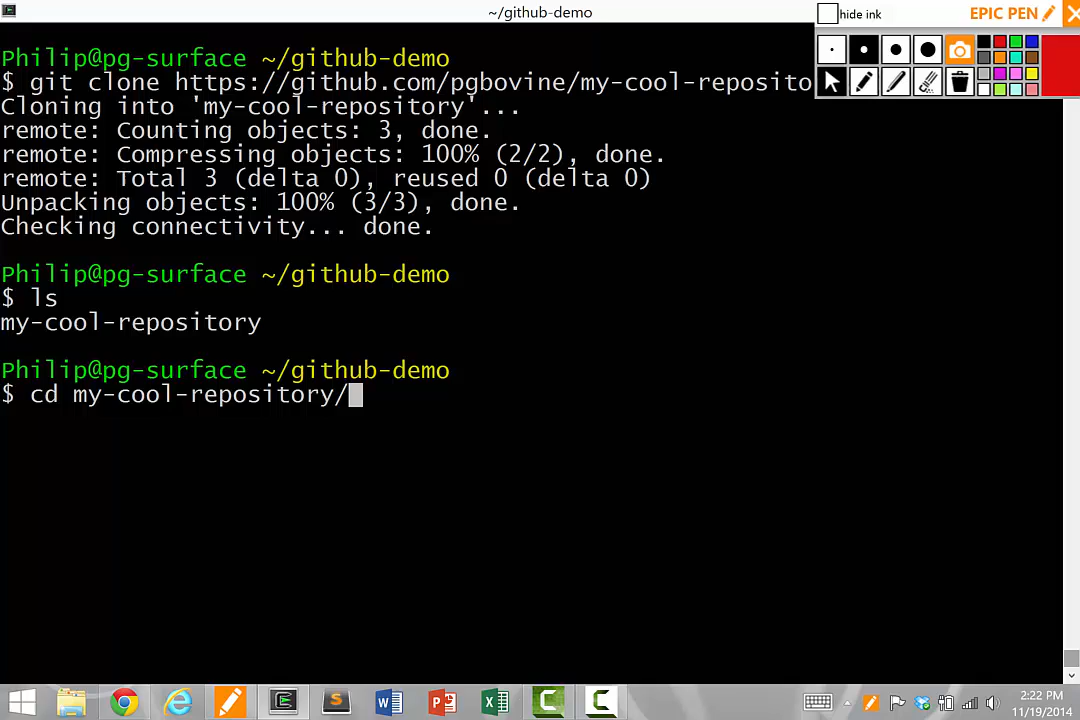 ~/github-demo
hide ink
EPIC PEN
Philip@pg-surface ~/github-demo
$ git clone https://github.com/pgbovine/my-cool-reposito
Cloning into 'my-cool-repository'...
remote: Counting objects: 3, done.
remote: Compressing objects: 100% (2/2), done.
remote: Total 3 (delta 0), reused 0 (delta 0)
Unpacking objects: 100% (3/3), done.
Checking connectivity... done.
Philip@pg-surface ~/github-demo
$ ls
my-cool-repository
Philip@pg-surface ~/github-demo
$ cd my-cool-repository/
2:22 PM
11/19/2014